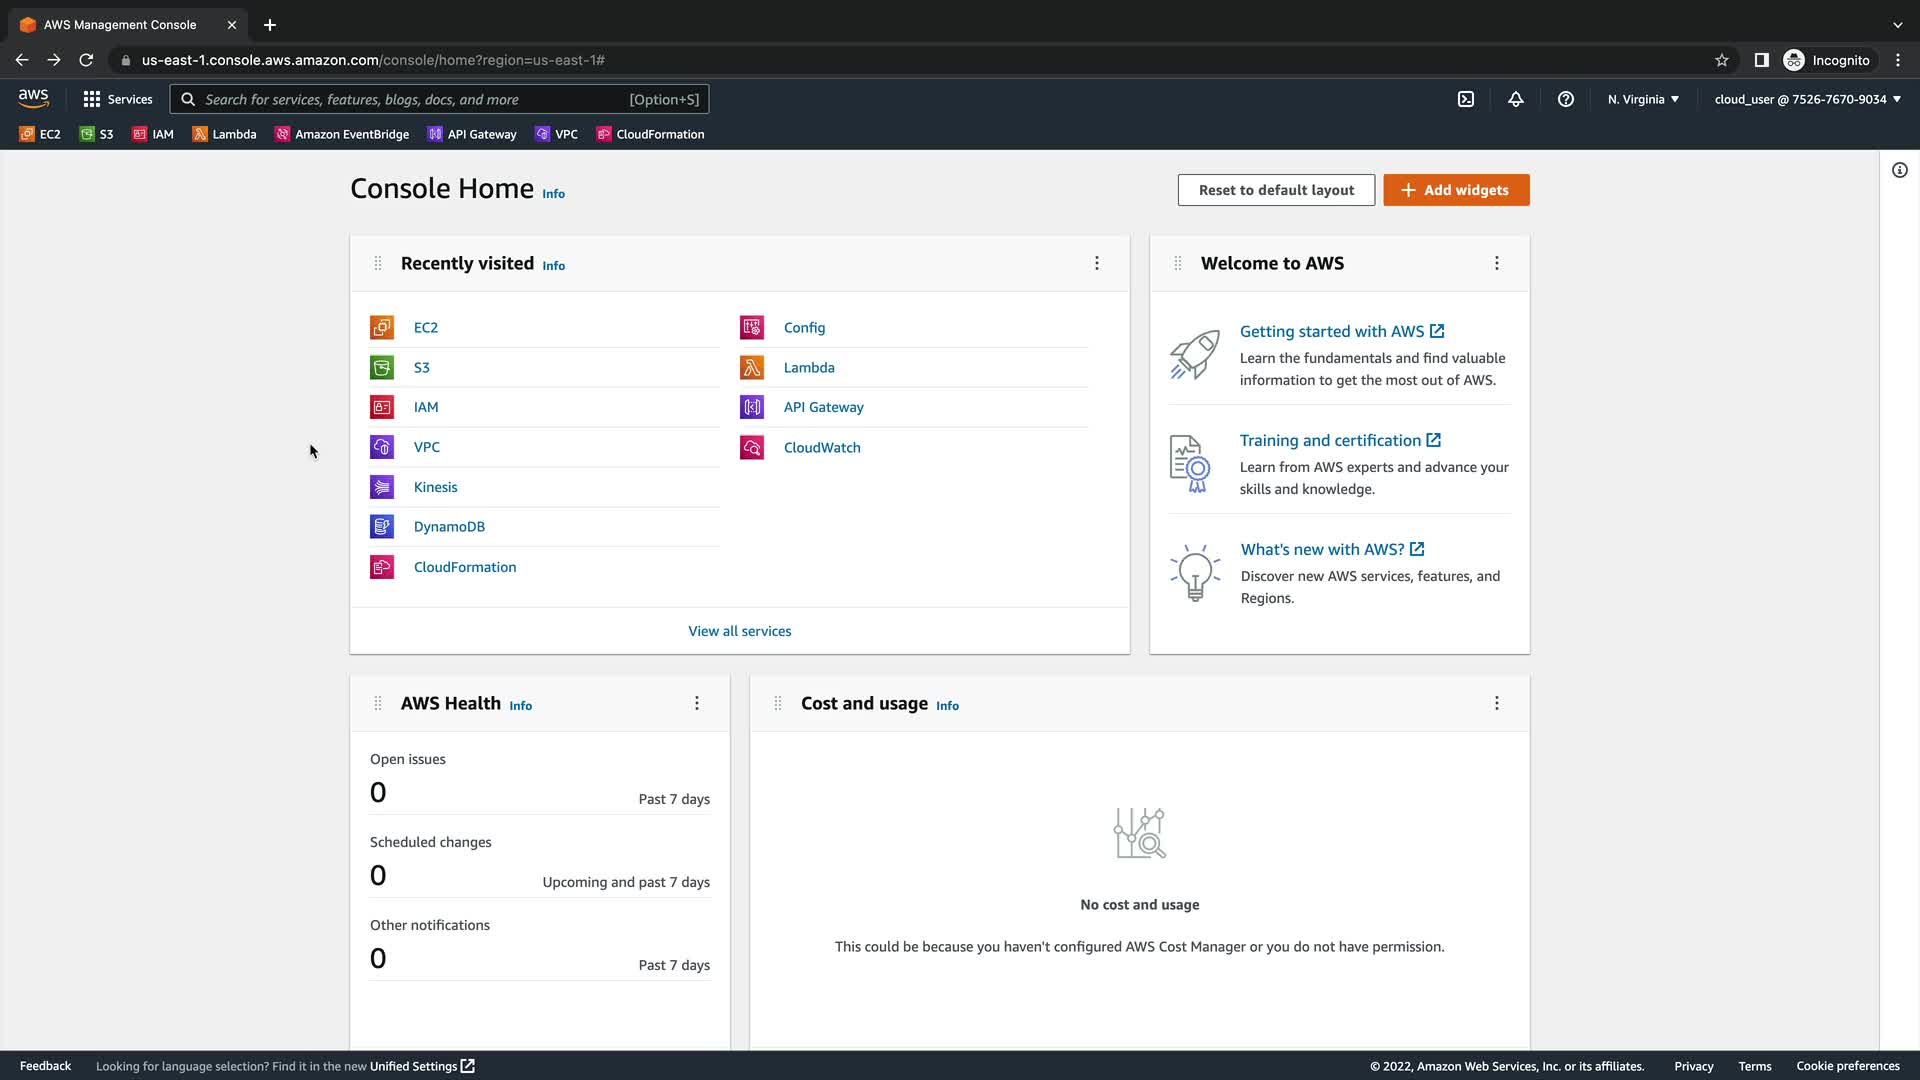 AWS Management Console
us-east-1.console.aws.amazon.com/console/home?region=us-east-1#
Incognito
aws
Services
Search for services, features, blogs, docs, and more
[Option+S]
N. Virginia
cloud_user @ 7526-7670-9034
EC2
S3
IAM
Lambda
Amazon EventBridge
API Gateway
VPC
CloudFormation
Console Home Info
Reset to default layout
Add widgets
Recently visited Info
EC2
S3
IAM
VPC
Kinesis
DynamoDB
CloudFormation
Config
Lambda
API Gateway
CloudWatch
View all services
Welcome to AWS
Getting started with AWS
Learn the fundamentals and find valuable
information to get the most out of AWS.
Training and certification
Learn from AWS experts and advance your
skills and knowledge.
What's new with AWS?
Discover new AWS services, features, and
Regions.
AWS Health Info
Open issues
0
Past 7 days
Scheduled changes
0
Upcoming and past 7 days
Other notifications
0
Past 7 days
Cost and usage Info
No cost and usage
This could be because you haven't configured AWS Cost Manager or you do not have permission.
Feedback
Looking for language selection? Find it in the new Unified Settings
© 2022, Amazon Web Services, Inc. or its affiliates.
Privacy
Terms
Cookie preferences